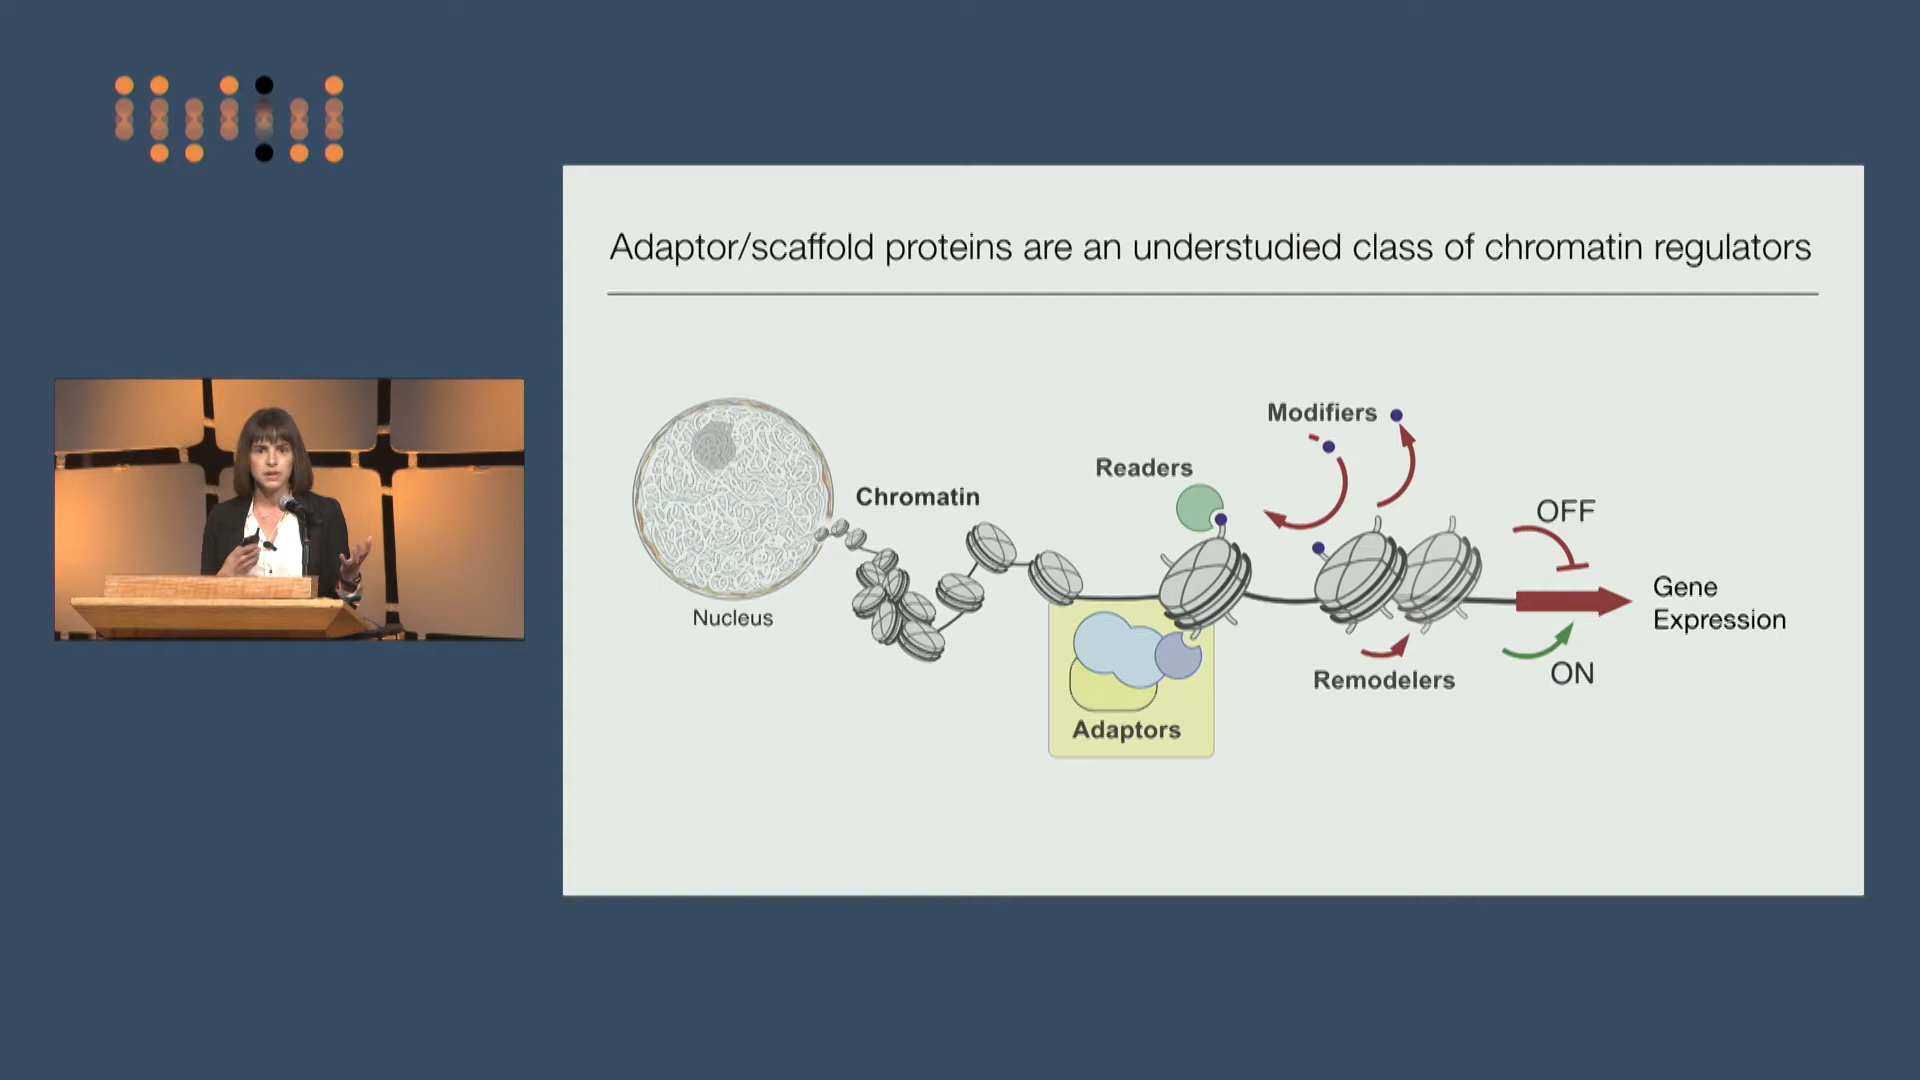 Adaptor/scaffold proteins are an understudied class of chromatin regulators
Modifiers
Readers
Chromatin
OFF
Gene
Expression
Nucleus
ON
Remodelers
Adaptors